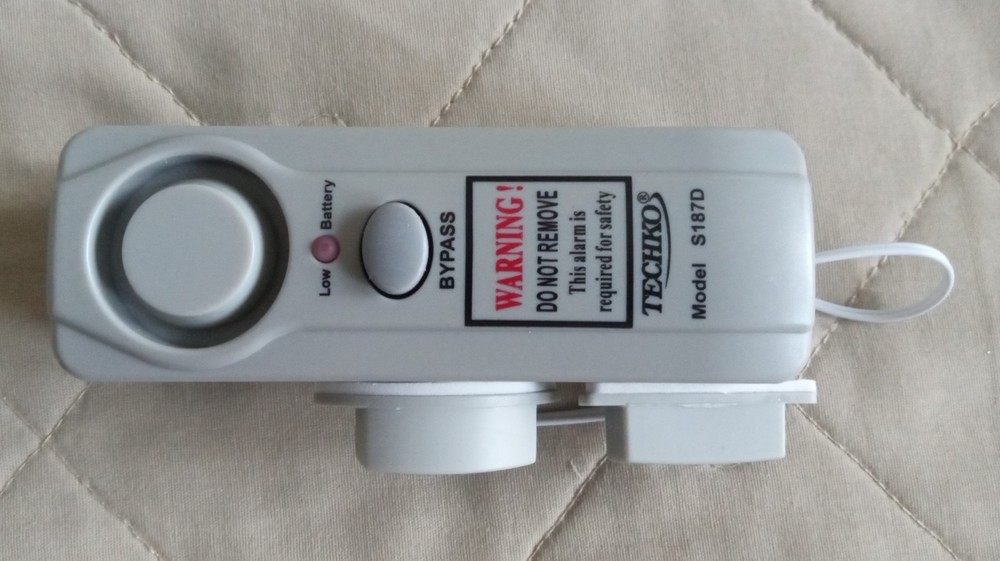 Low Battery
BYPASS
WARNING!
DO NOT REMOVE
This alarm is
required for safety
TECHKO®
Model S187D